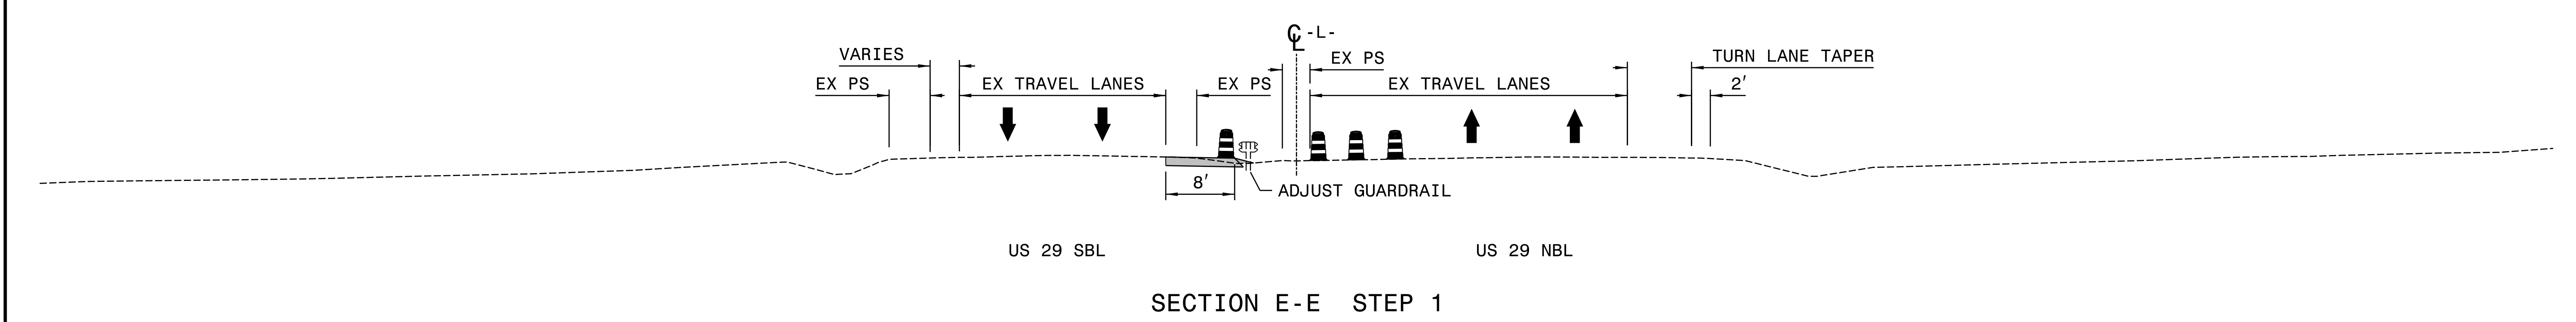 ℄ -L-
VARIES
EX PS
TURN LANE TAPER
EX PS
EX TRAVEL LANES
EX PS
EX TRAVEL LANES
2'
8'
ADJUST GUARDRAIL
US 29 SBL
US 29 NBL
SECTION E-E STEP 1